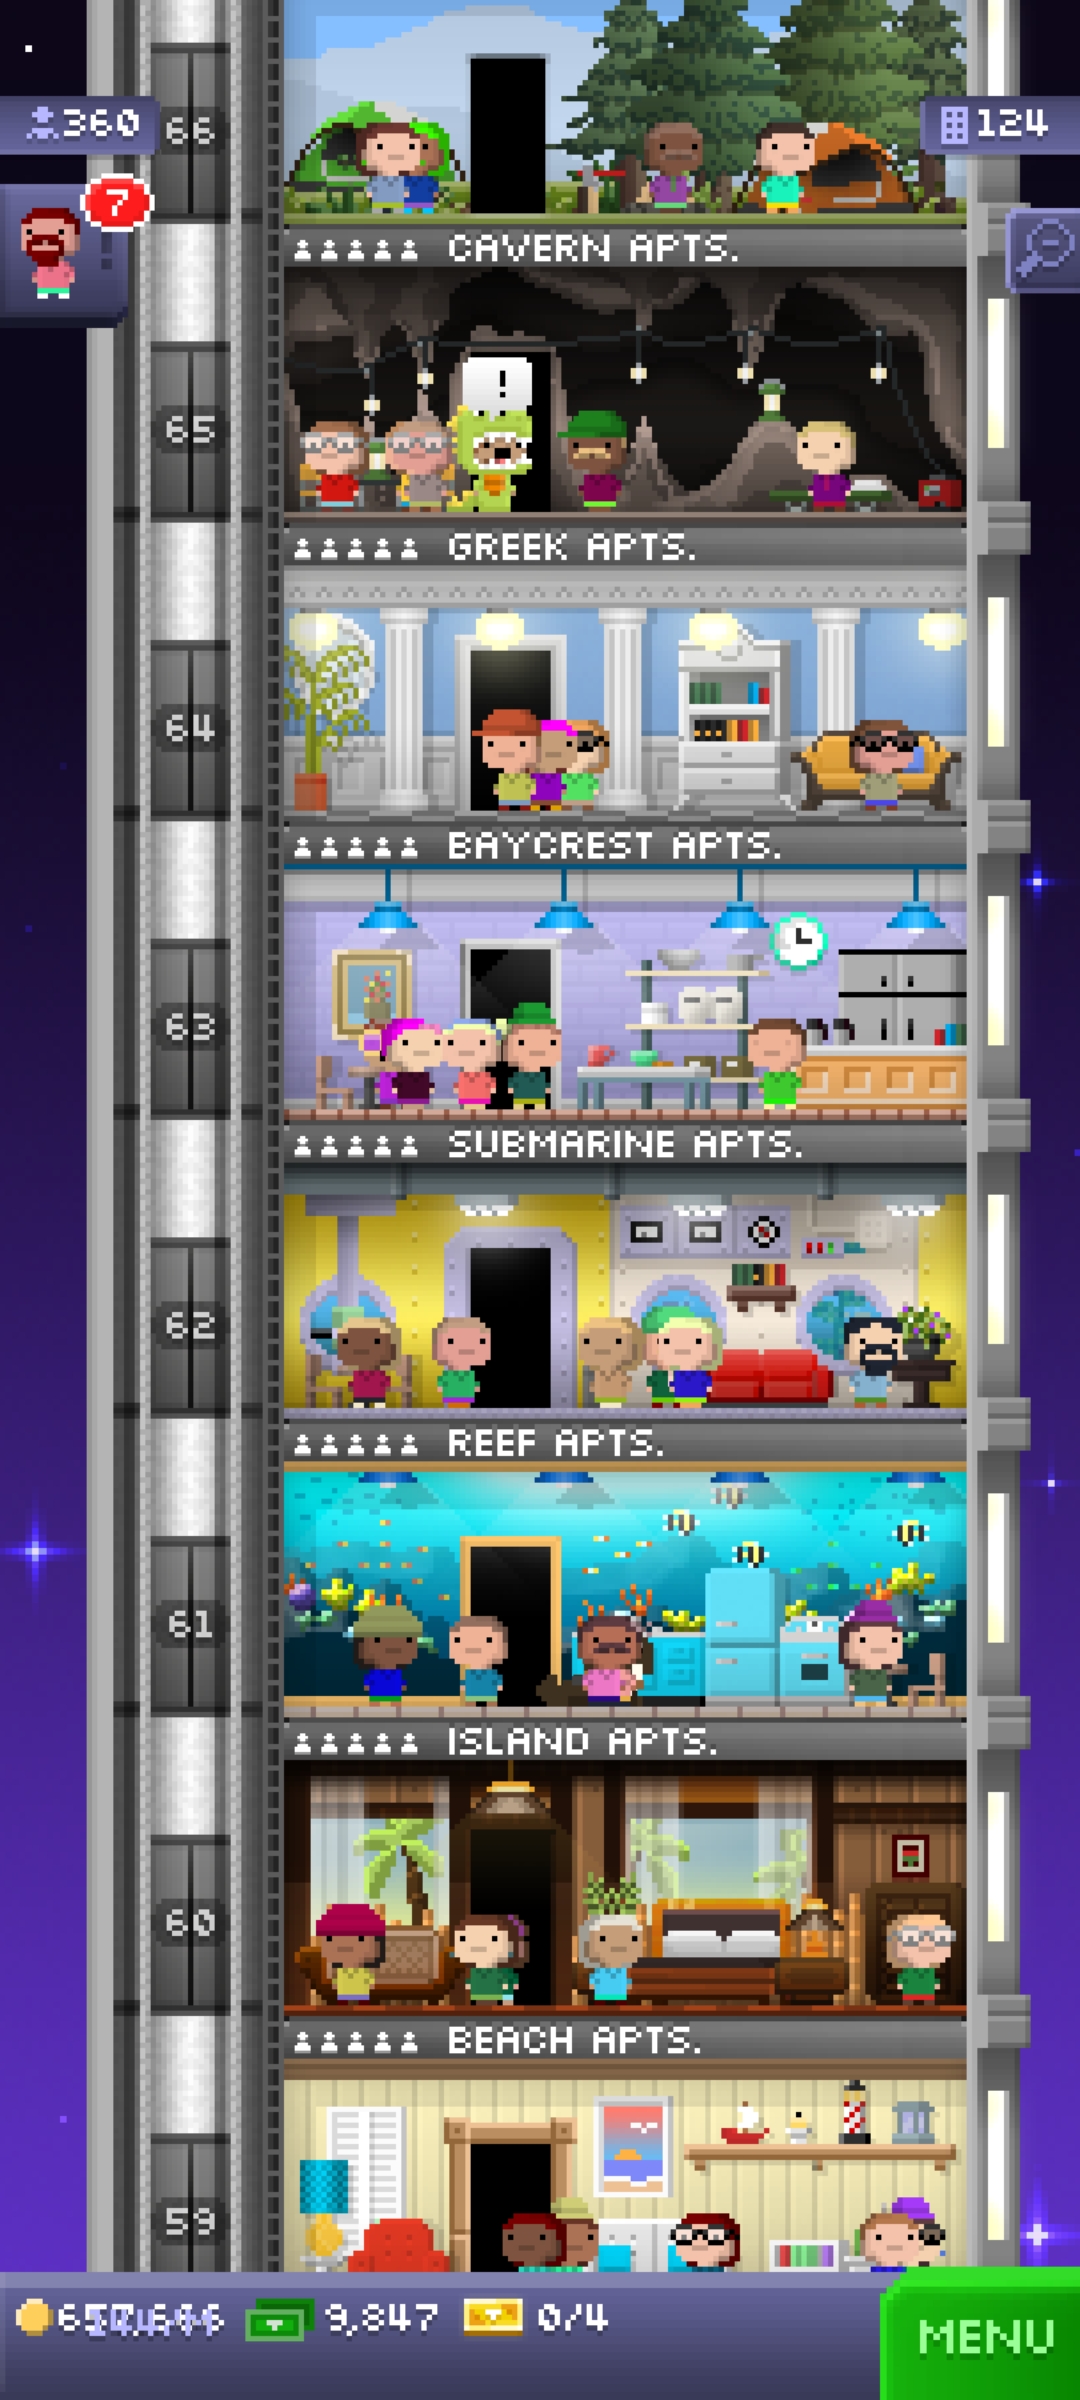 360
66
124
7
!
CAVERN APTS.
65
!
GREEK APTS.
64
BAYCREST APTS.
63
SUBMARINE APTS.
62
REEF APTS.
61
ISLAND APTS.
60
BEACH APTS.
59
9,847
0/4
MENU